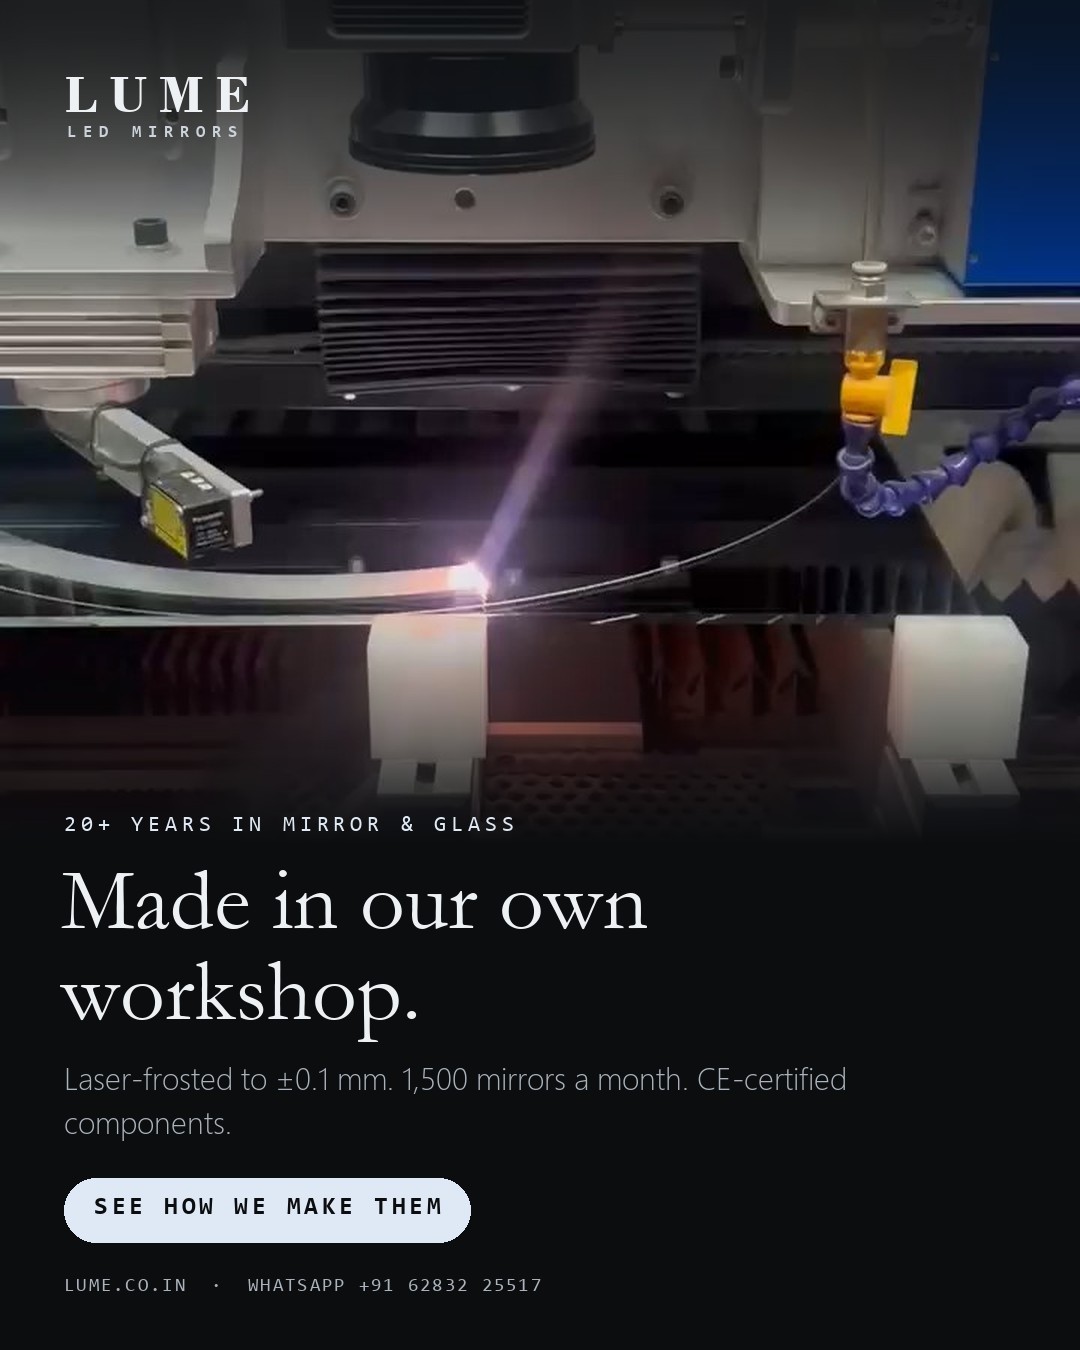 LUME
LED MIRRORS
Panasonic
20+ YEARS IN MIRROR & GLASS
Made in our own
workshop.
Laser-frosted to ±0.1 mm. 1,500 mirrors a month. CE-certified
components.
SEE HOW WE MAKE THEM
LUME.CO.IN · WHATSAPP +91 62832 25517